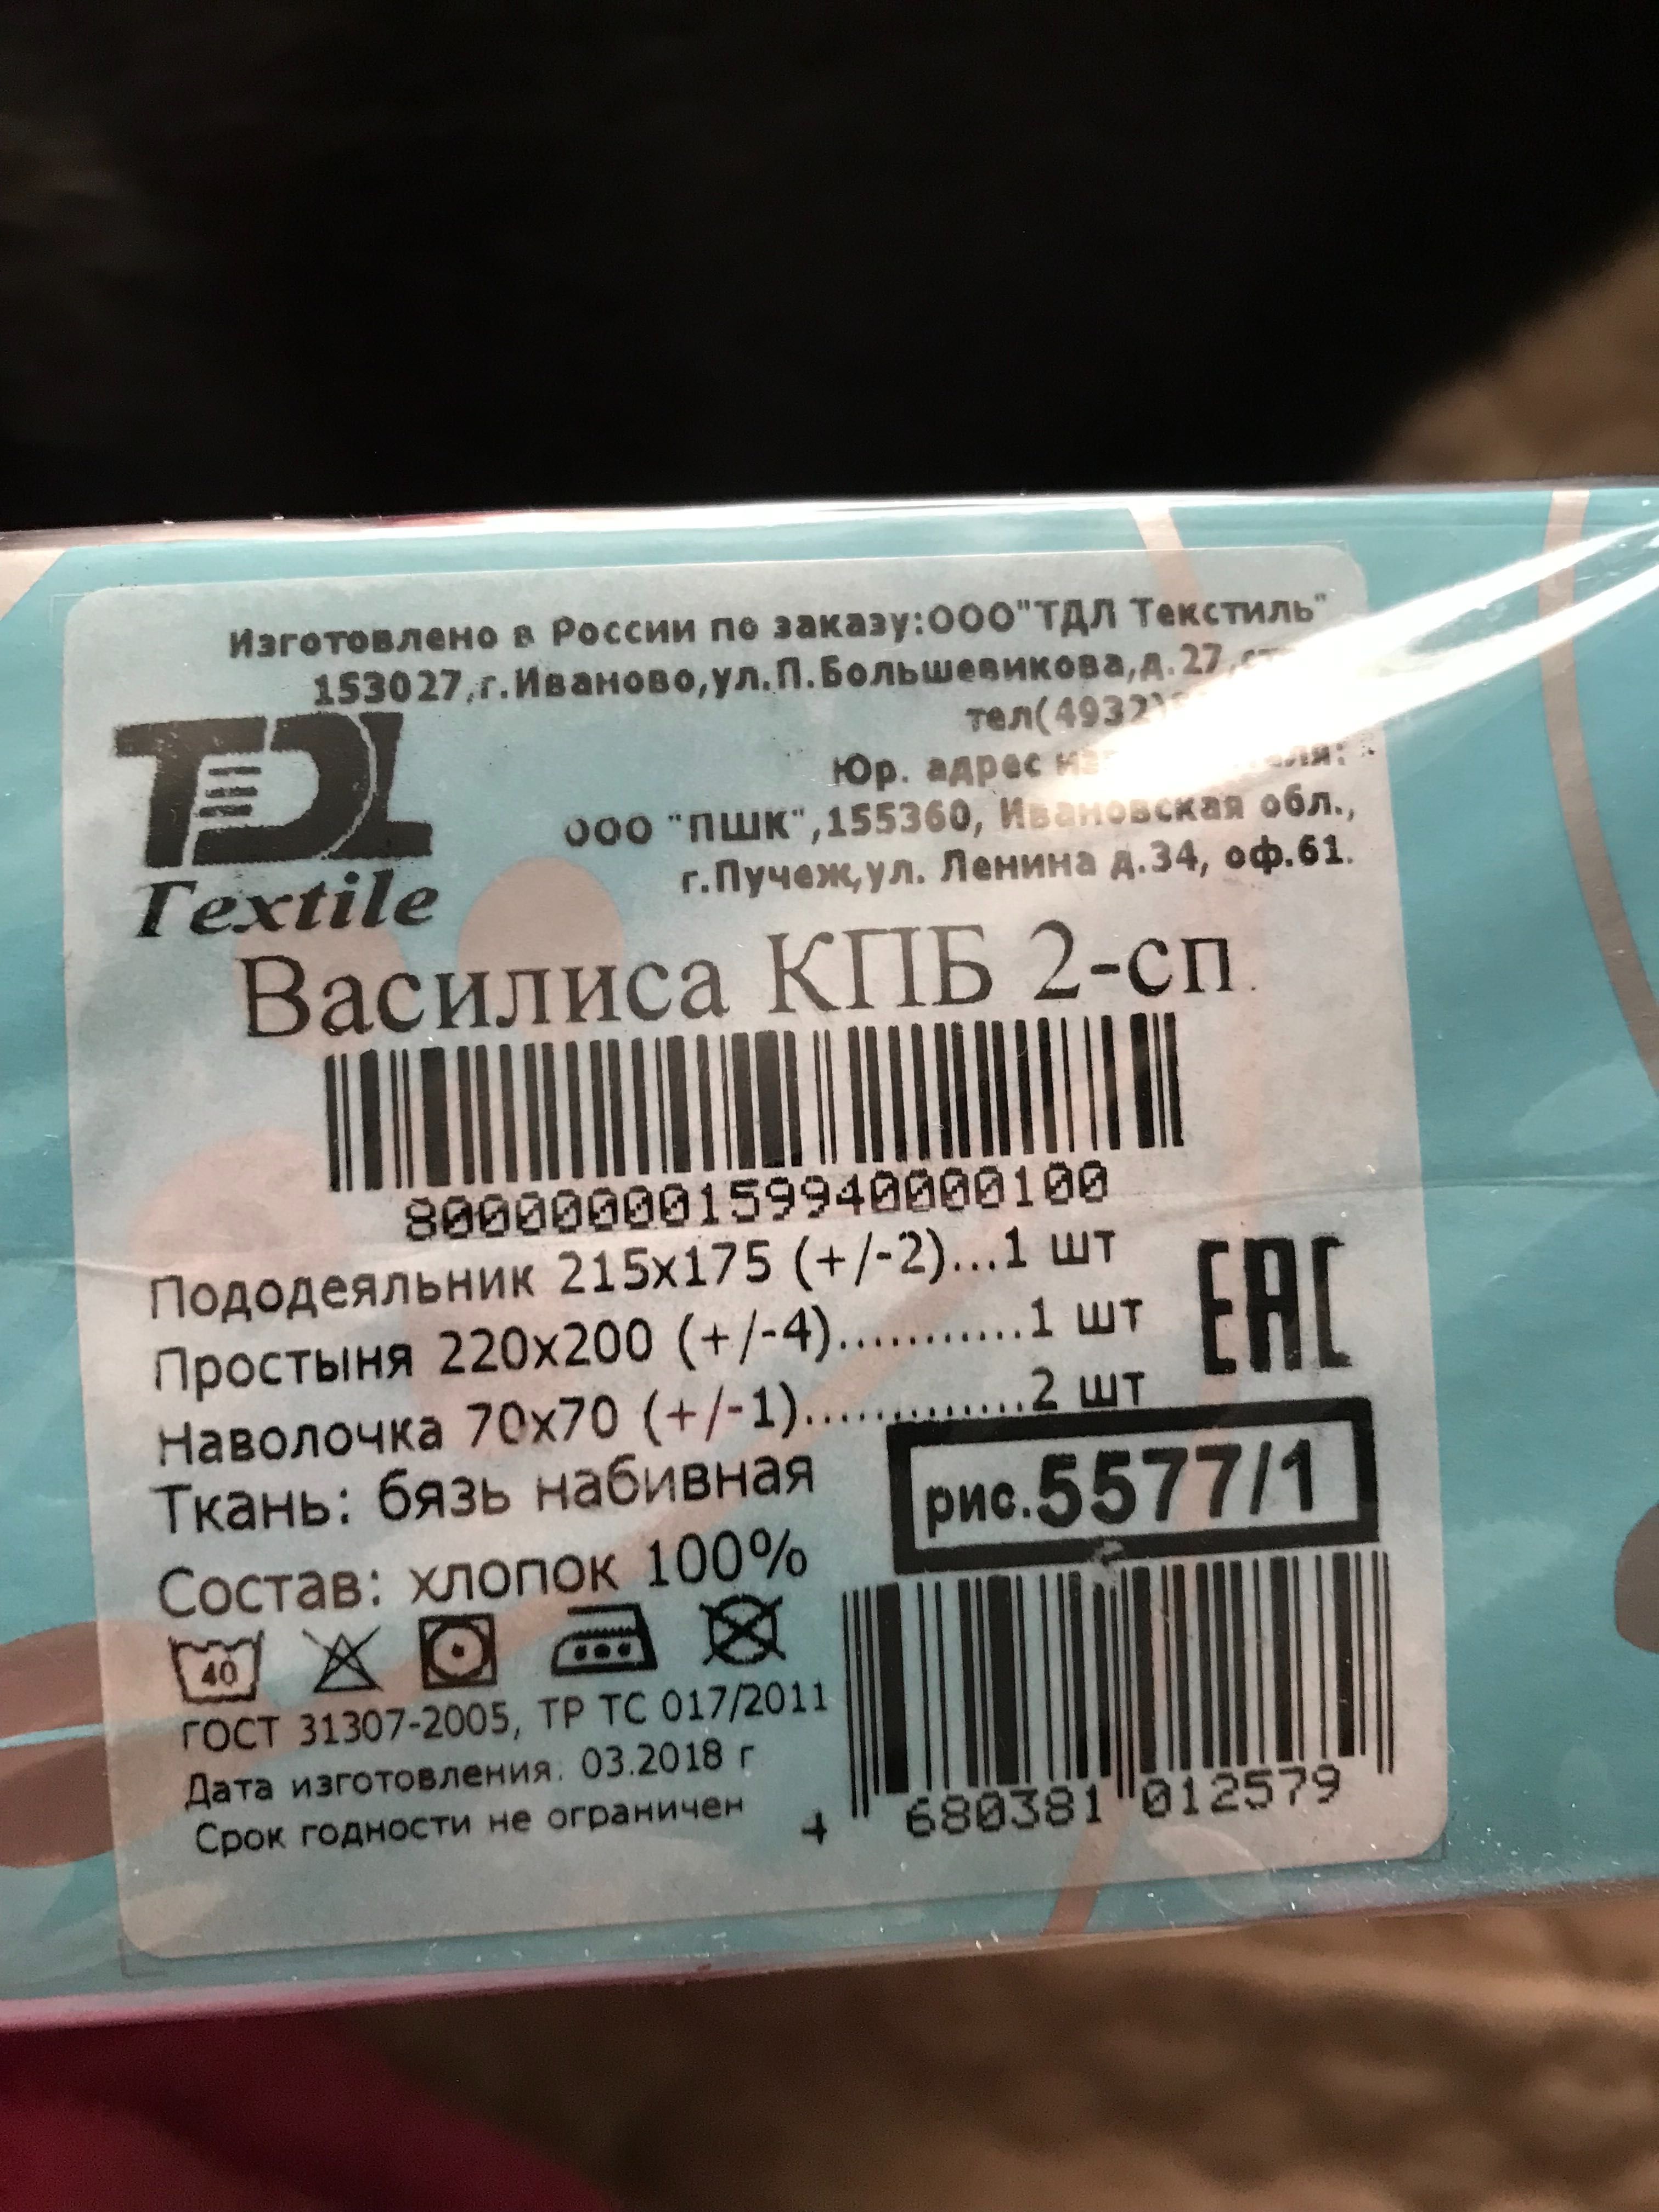 Изготовлено в России по заказу:ООО"ТДЛ Текстиль"
153027,г.Иваново,ул.П.Большевикова,д.27,
тел(4932)
Юр. адрес
ООО "ПШК",155360, Ивановская обл.,
г.Пучеж,ул. Ленина д.34, оф.61.
TDL
Textile
Василиса КПБ 2-сп.
80000000159940000100
Пододеяльник 215х175 (+/-2)...1 шт
Простыня 220х200 (+/-4)...........1 шт
Наволочка 70х70 (+/-1).............2 шт
EAC
Ткань: бязь набивная
рис.5577/1
Состав: хлопок 100%
40
ГОСТ 31307-2005, ТР ТС 017/2011
Дата изготовления: 03.2018 г
Срок годности не ограничен
4 680381 012579